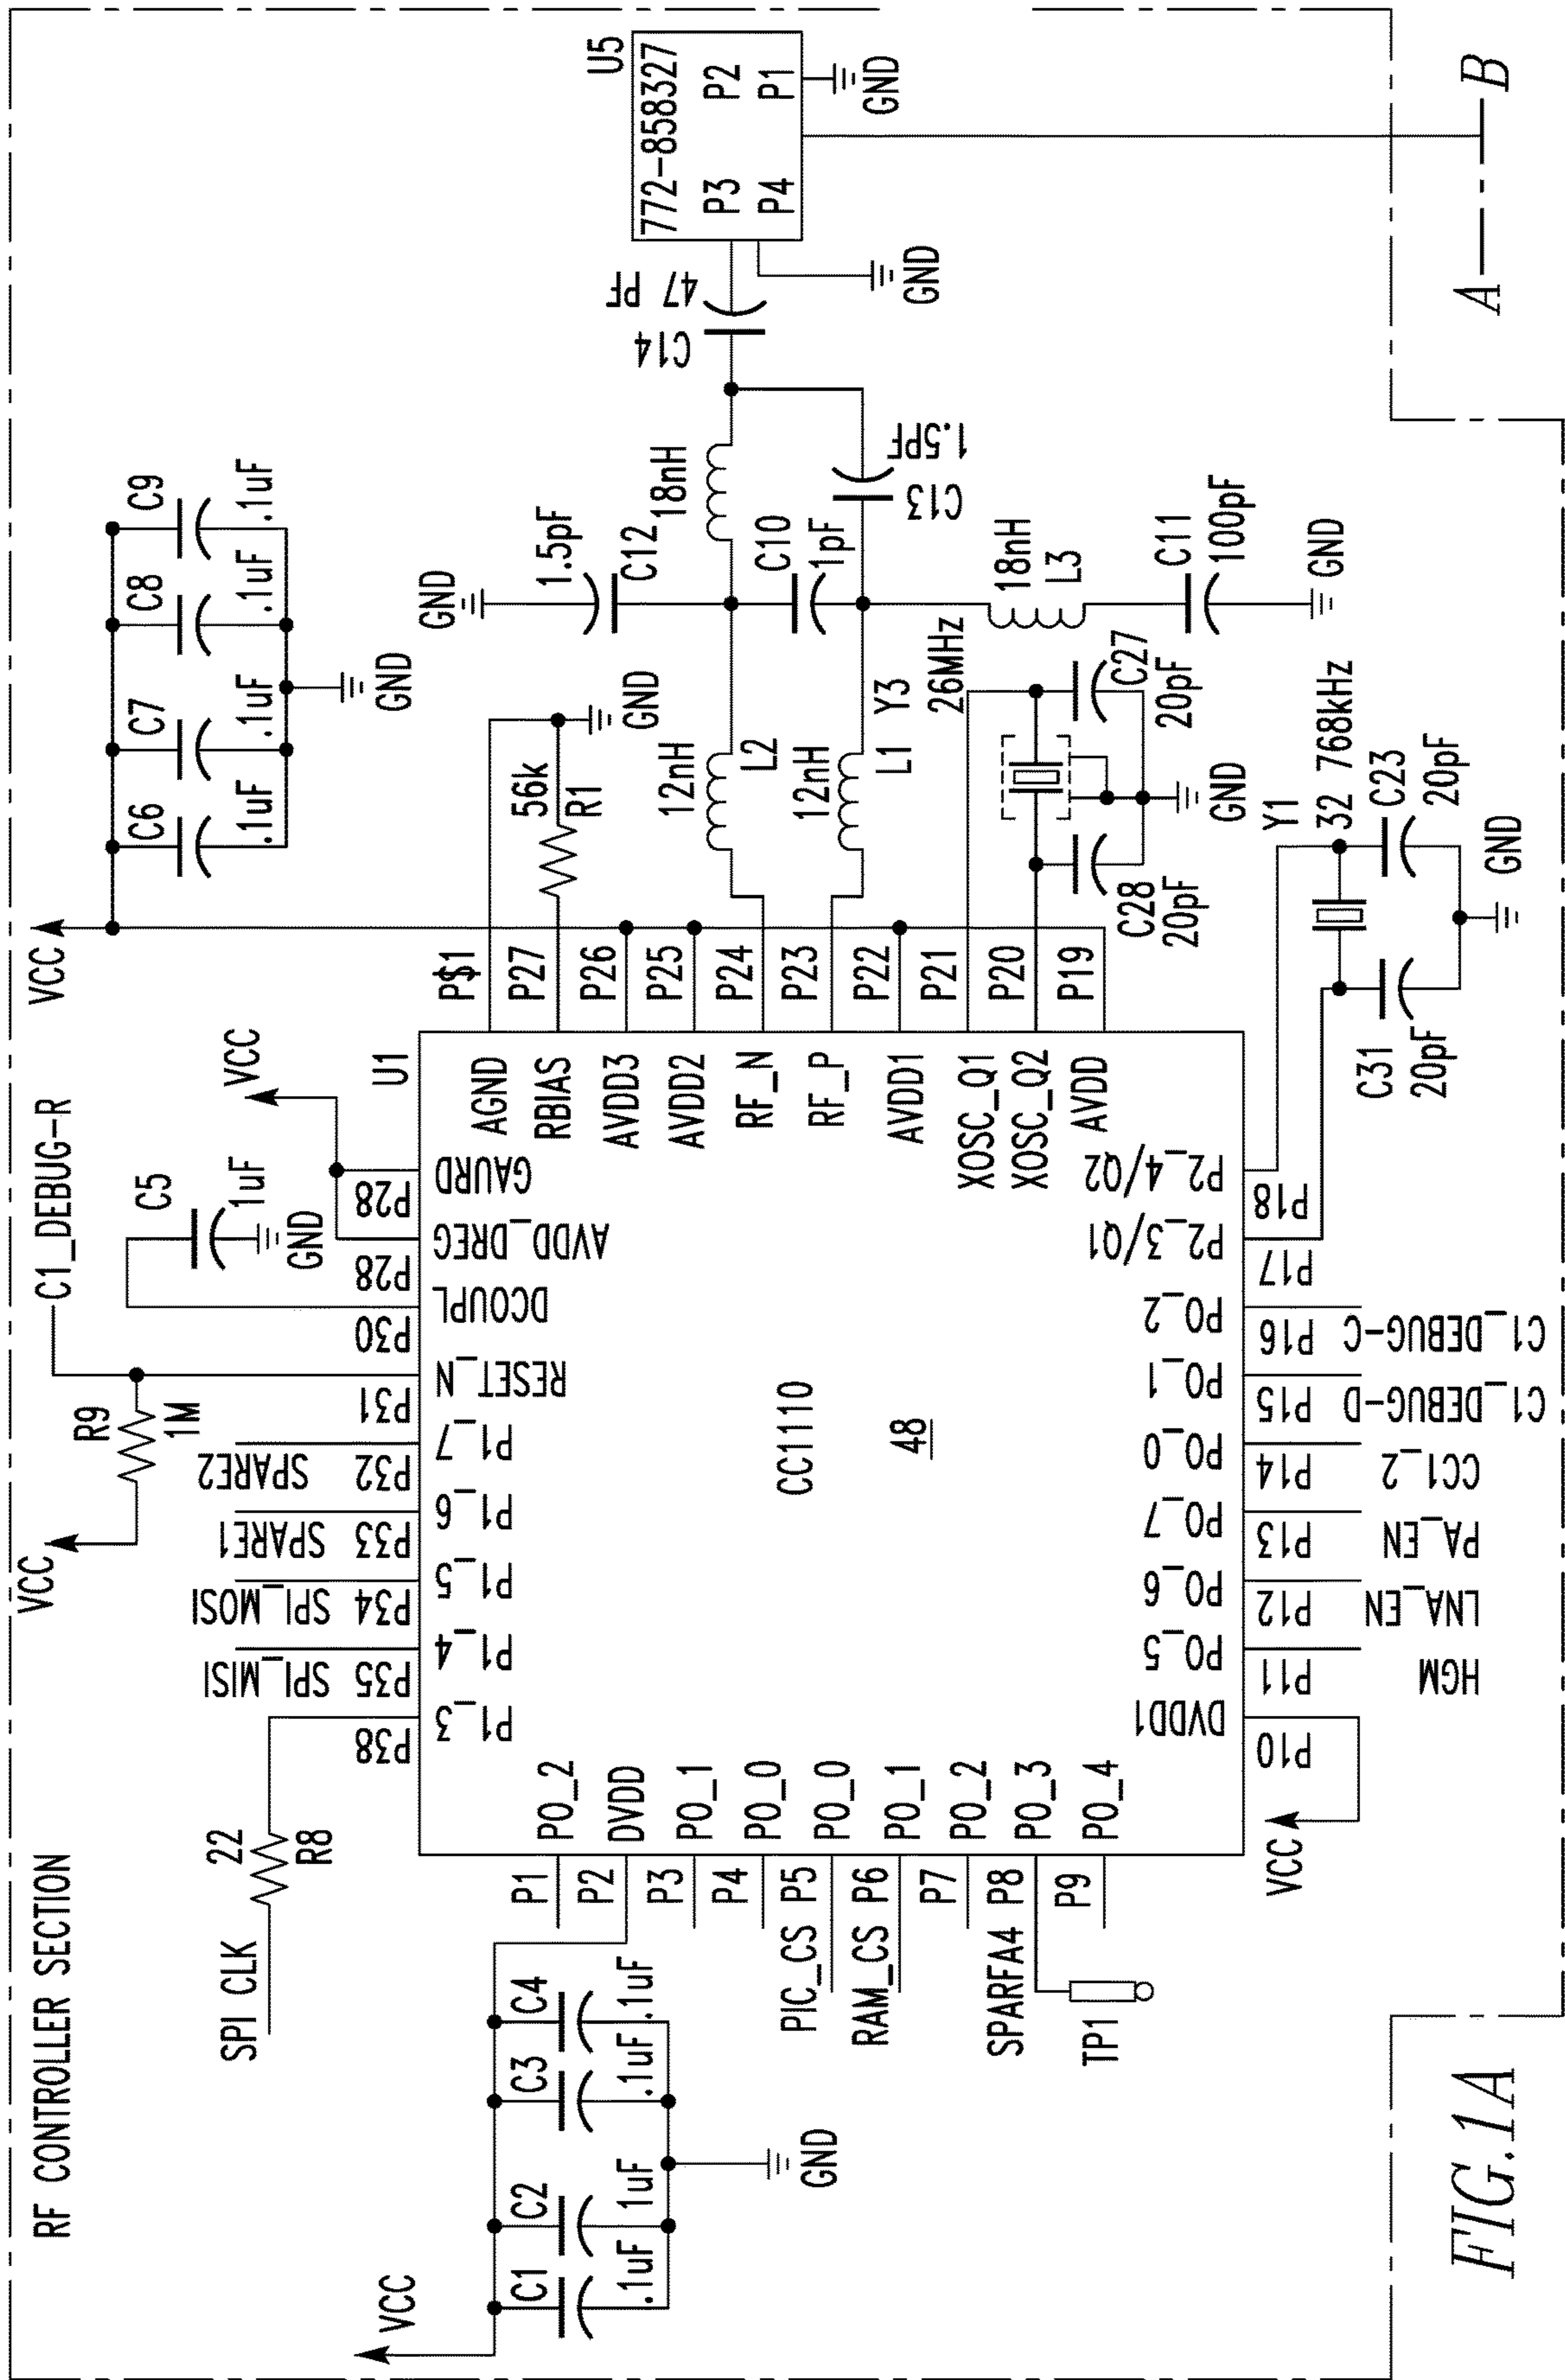 RF CONTROLLER SECTION
VCC
C1
.1uF
C2
1uF
C3
.1uF
C4
.1uF
GND
SPI CLK
22
R8
VCC
R9
1M
C1_DEBUG-R
C5
1uF
GND
VCC
VCC
C6
.1uF
C7
.1uF
C8
.1uF
C9
.1uF
GND
SPI_MISI P35
SPI_MOSI P34
SPARE1 P33
SPARE2 P32
P38
P31
P30
P28
P28
U1
P1_3
P1_4
P1_5
P1_6
P1_7
RESET_N
DCOUPL
AVDD_DREG
GAURD
P1
PO_2
P2
DVDD
P3
PO_1
P4
PO_0
PIC_CS P5
PO_0
RAM_CS P6
PO_1
P7
PO_2
SPARFA4 P8
PO_3
P9
PO_4
TP1
CC1110
48
AGND
PS1
RBIAS
P27
AVDD3
P26
AVDD2
P25
RF_N
P24
RF_P
P23
AVDD1
P22
XOSC_Q1
P21
XOSC_Q2
P20
AVDD
P19
DVDD1
PO_5
PO_6
PO_7
PO_0
PO_1
PO_2
P2_3/Q1
P2_4/Q2
P10
P11
P12
P13
P14
P15
P16
P17
P18
VCC
HGM
LNA_EN
PA_EN
CC1_2
C1_DEBUG-D
C1_DEBUG-C
56k
R1
GND
GND
1.5pF
C12
12nH
L2
18nH
C10
1pF
12nH
L1
C13
1.5PF
C14
47 PF
U5
772-858327
P3 P2
P4 P1
GND
GND
18nH
L3
C11
100pF
GND
Y3
26MHz
C28
20pF
C27
20pF
GND
Y1
32 768kHz
C31
20pF
C23
20pF
GND
A B
FIG.1A